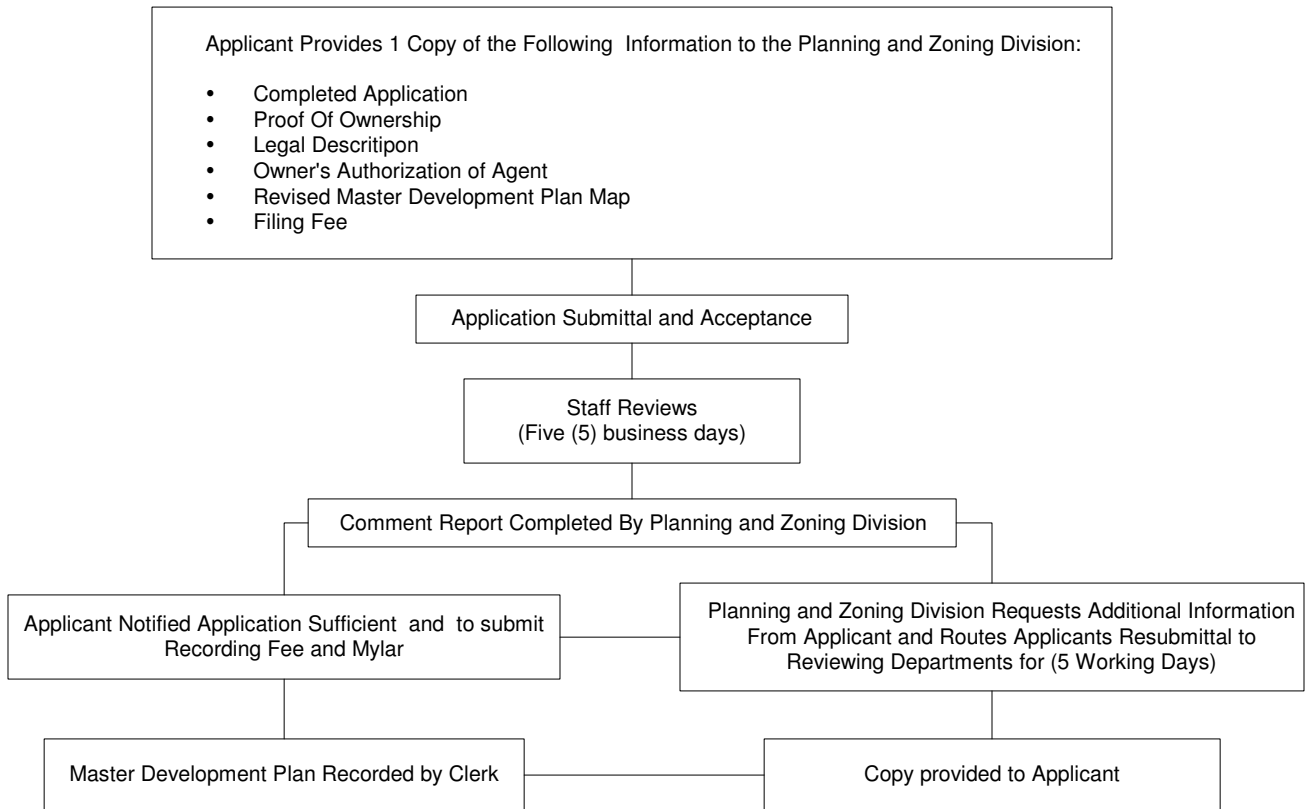 Applicant Provides 1 Copy of the Following Information to the Planning and Zoning Division:
• Completed Application
• Proof Of Ownership
• Legal Descritipon
• Owner's Authorization of Agent
• Revised Master Development Plan Map
• Filing Fee
Application Submittal and Acceptance
Staff Reviews
(Five (5) business days)
Comment Report Completed By Planning and Zoning Division
Applicant Notified Application Sufficient and to submit
Recording Fee and Mylar
Planning and Zoning Division Requests Additional Information
From Applicant and Routes Applicants Resubmittal to
Reviewing Departments for (5 Working Days)
Master Development Plan Recorded by Clerk
Copy provided to Applicant